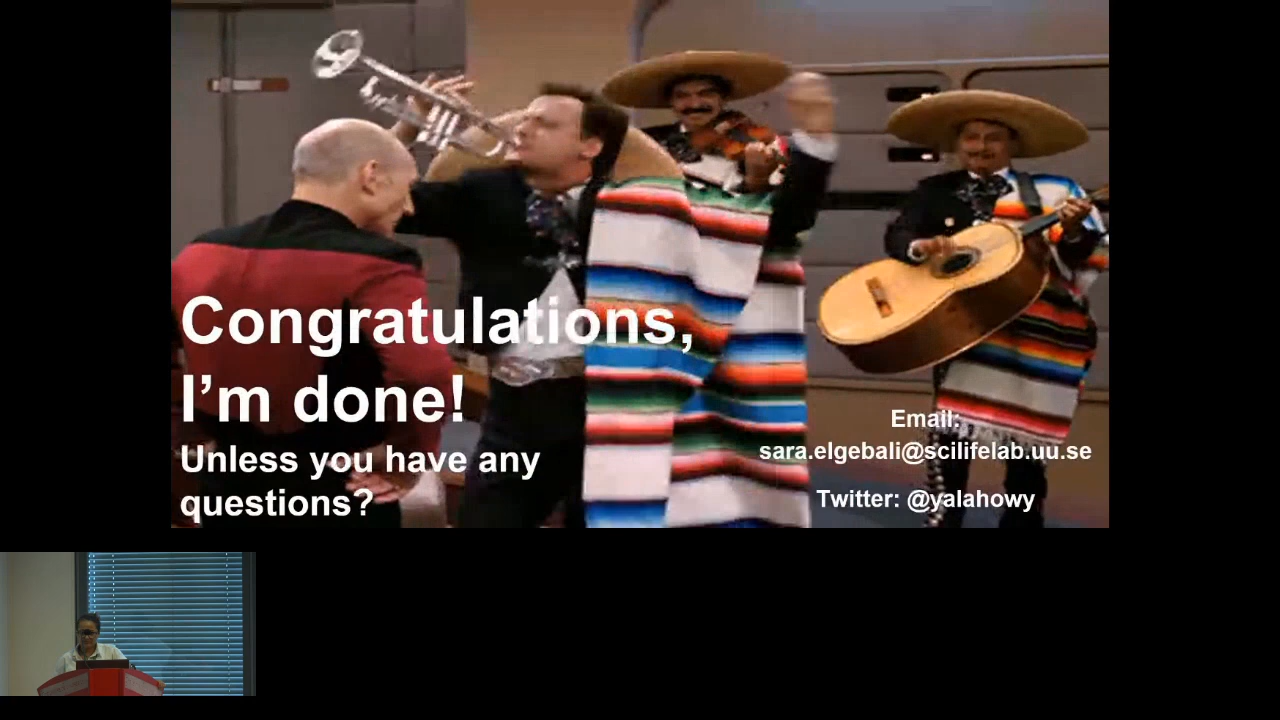 Congratulations,
I'm done!
Unless you have any
questions?
Email:
sara.elgebali@scilifelab.uu.se
Twitter: @yalahowy